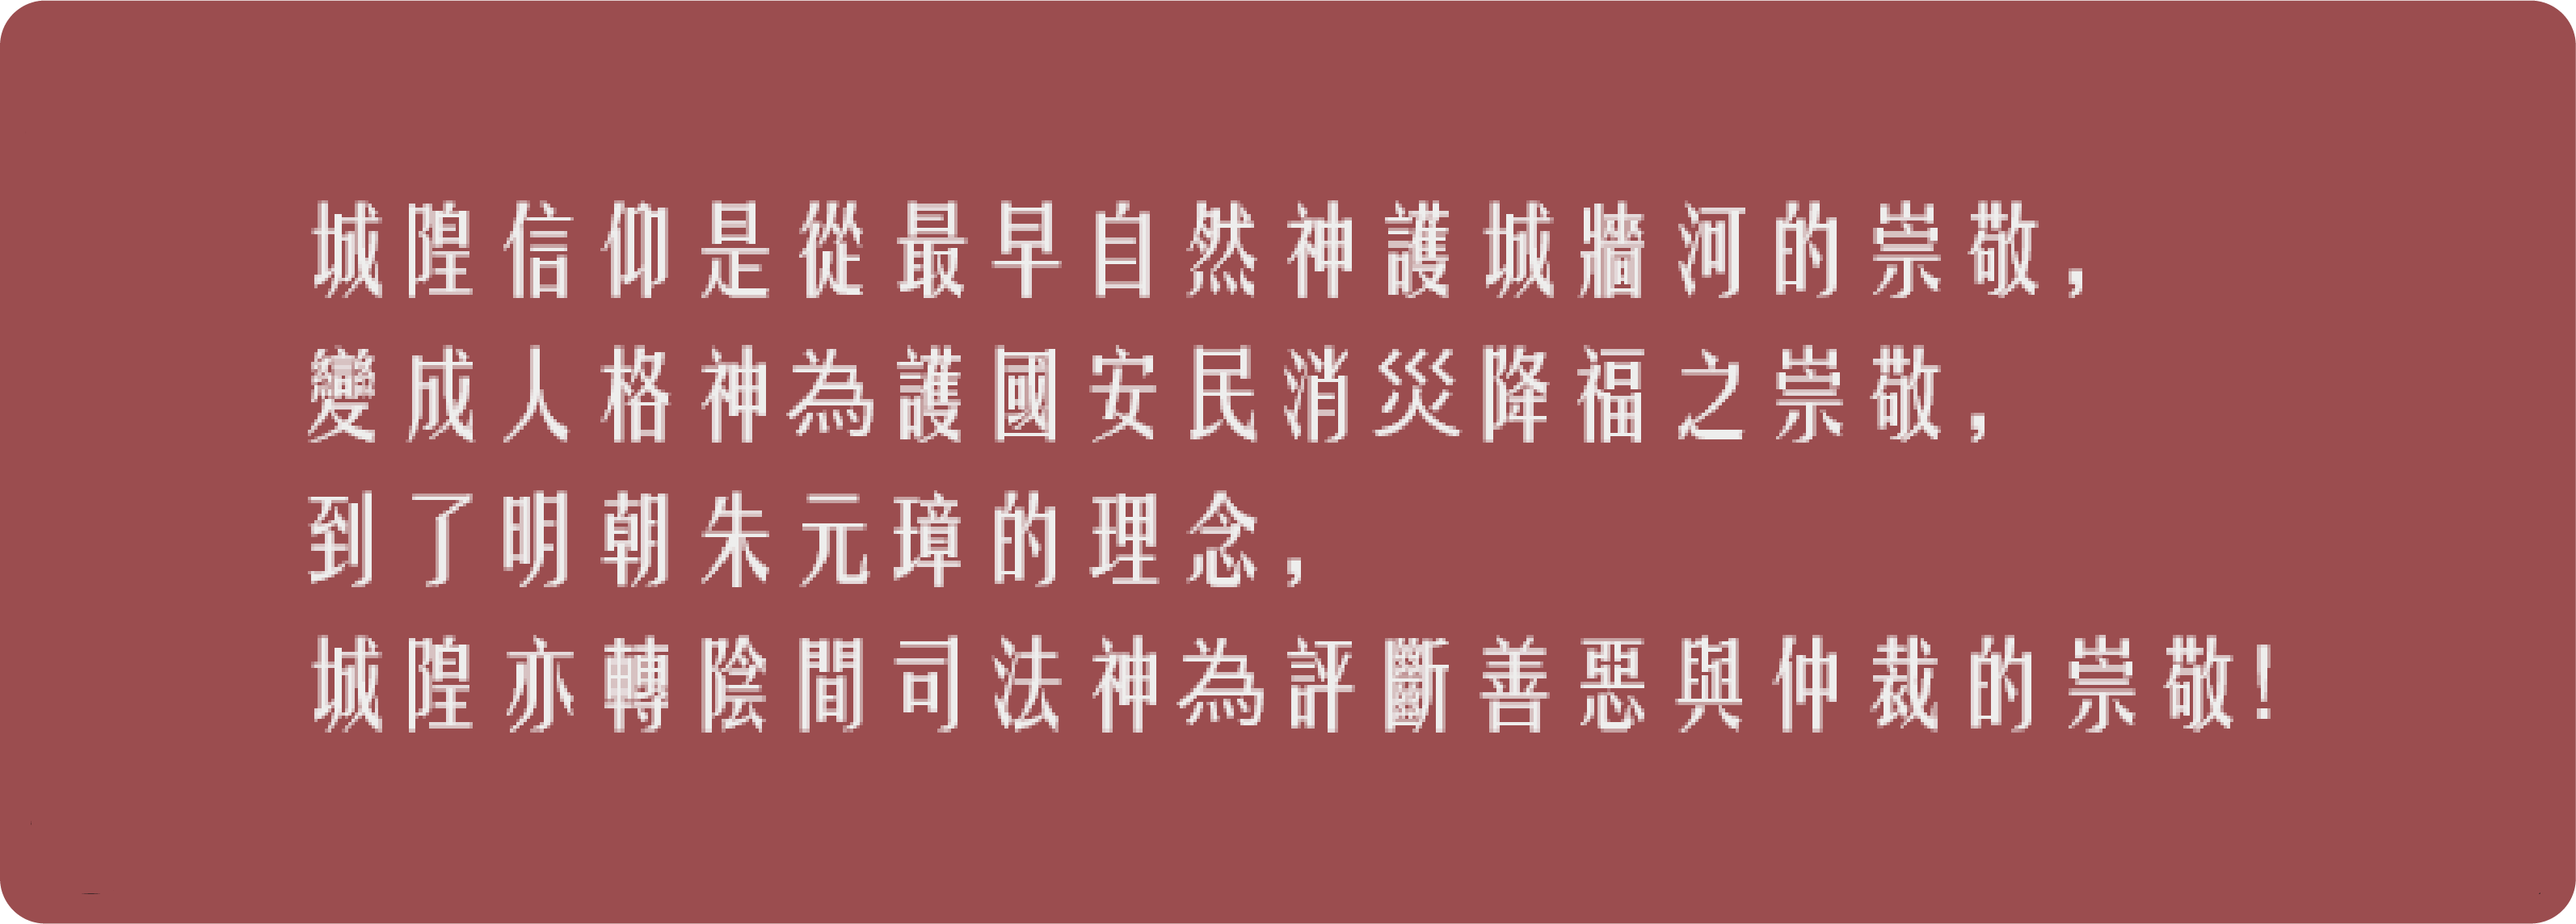 城隍信仰是從最早自然神護城牆河的崇敬，
變成人格神為護國安民消災降福之崇敬，
到了明朝朱元璋的理念，
城隍亦轉陰間司法神為評斷善惡與仲裁的崇敬！